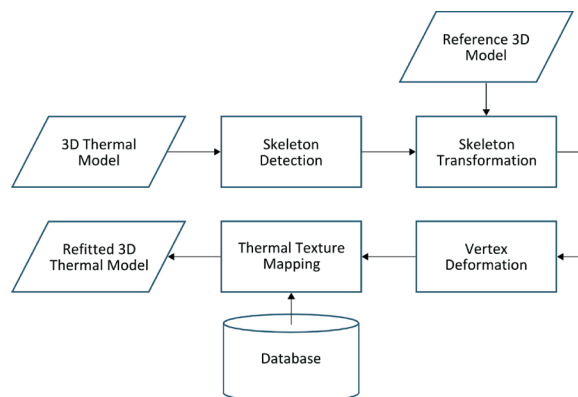 Reference 3D
Model
3D Thermal
Model
Skeleton
Detection
Skeleton
Transformation
Refitted 3D
Thermal Model
Thermal Texture
Mapping
Vertex
Deformation
Database